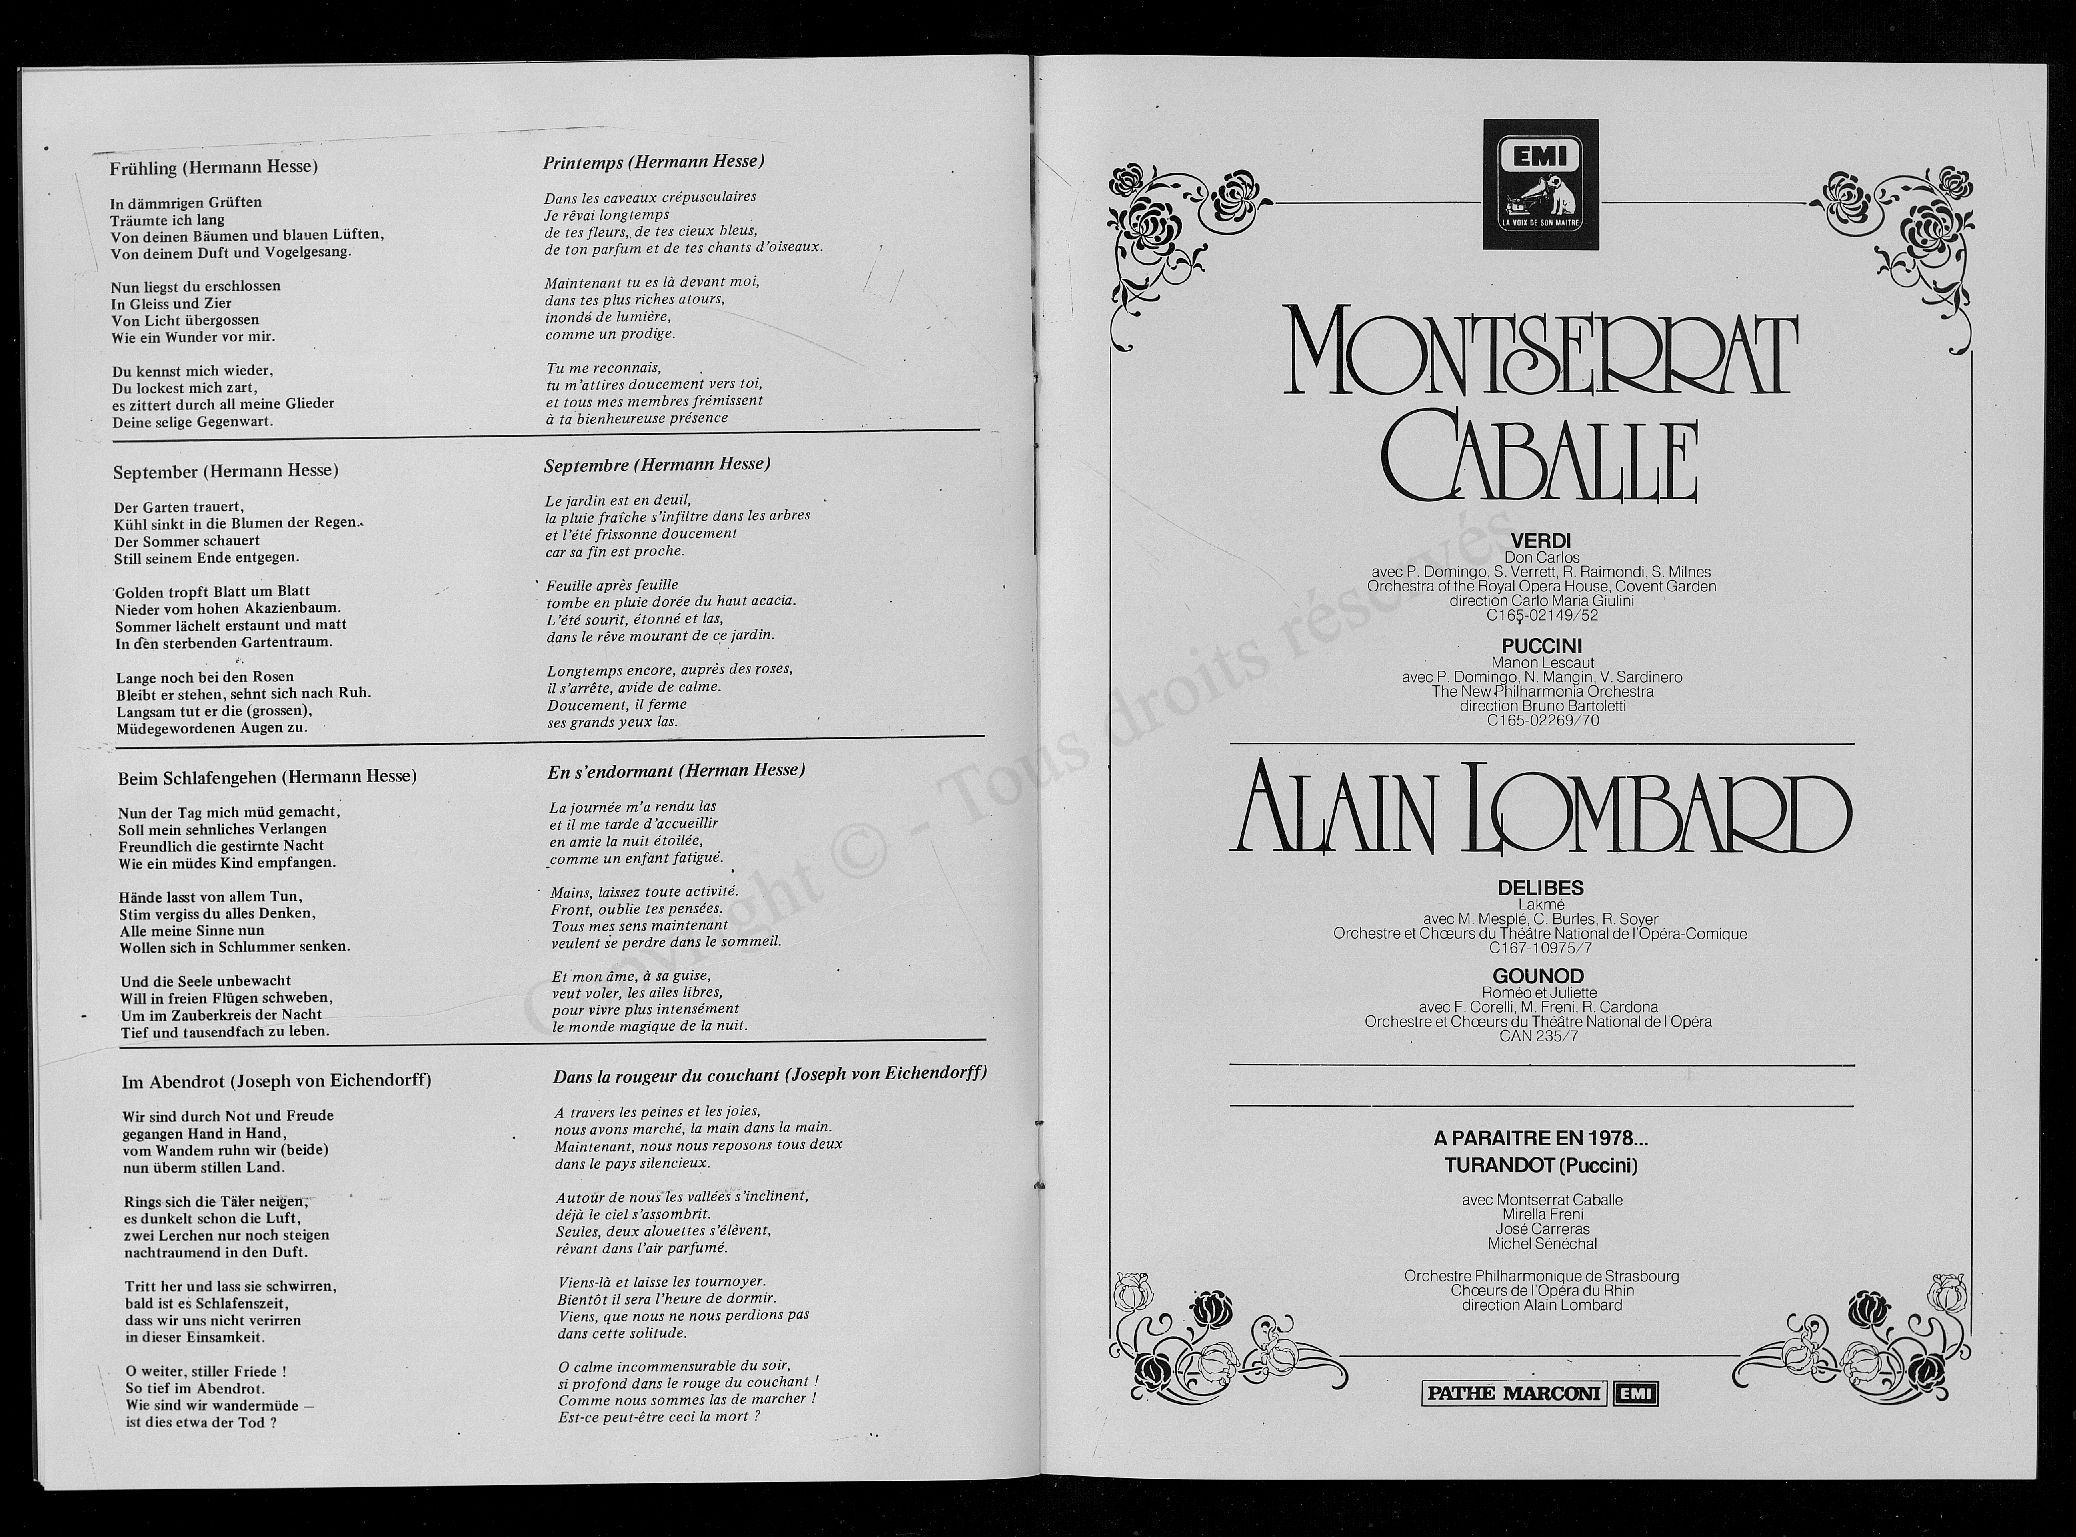 Frühling (Hermann Hesse)
In dämmrigen Grüften
Träumte ich lang
Von deinen Bäumen und blauen Lüften,
Von deinem Duft und Vogelgesang.
Nun liegst du erschlossen
In Gleiss und Zier
Von Licht übergossen
Wie ein Wunder vor mir.
Du kennst mich wieder,
Du lockest mich zart,
es zittert durch all meine Glieder
Deine selige Gegenwart.
Printemps (Hermann Hesse)
Dans les caveaux crépusculaires
Je rêvai longtemps
de tes fleurs, de tes cieux bleus,
de ton parfum et de tes chants d'oiseaux.
Maintenant tu es là devant moi,
dans tes plus riches atours,
inondé de lumière,
comme un prodige.
Tu me reconnais,
tu m'attires doucement vers toi,
et tous mes membres frémissent
à ta bienheureuse présence
September (Hermann Hesse)
Der Garten trauert,
Kühl sinkt in die Blumen der Regen.
Der Sommer schauert
Still seinem Ende entgegen.
Golden tropft Blatt um Blatt
Nieder vom hohen Akazienbaum.
Sommer lächelt erstaunt und matt
In den sterbenden Gartentraum.
Lange noch bei den Rosen
Bleibt er stehen, sehnt sich nach Ruh.
Langsam tut er die (grossen),
Müdegewordenen Augen zu.
Septembre (Hermann Hesse)
Le jardin est en deuil,
la pluie fraîche s'infiltre dans les arbres
et l'été frissonne doucement
car sa fin est proche.
Feuille après feuille
tombe en pluie dorée du haut acacia.
L'été sourit, étonné et las,
dans le rêve mourant de ce jardin.
Longtemps encore, auprès des roses,
il s'arrête, avide de calme.
Doucement, il ferme
ses grands yeux las.
Beim Schlafengehen (Hermann Hesse)
Nun der Tag mich müd gemacht,
Soll mein sehnliches Verlangen
Freundlich die gestirnte Nacht
Wie ein müdes Kind empfangen.
Hände lasst von allem Tun,
Stim vergiss du alles Denken,
Alle meine Sinne nun
Wollen sich in Schlummer senken.
Und die Seele unbewacht
Will in freien Flügen schweben,
Um im Zauberkreis der Nacht
Tief und tausendfach zu leben.
En s'endormant (Herman Hesse)
La journée m'a rendu las
et il me tarde d'accueillir
en amie la nuit étoilée,
comme un enfant fatigué.
Mains, laissez toute activité.
Front, oublie tes pensées.
Tous mes sens maintenant
veulent se perdre dans le sommeil.
Et mon âme, à sa guise,
veut voler, les ailes libres,
pour vivre plus intensément
le monde magique de la nuit.
Im Abendrot (Joseph von Eichendorff)
Wir sind durch Not und Freude
gegangen Hand in Hand,
vom Wandem ruhn wir (beide)
nun überm stillen Land.
Rings sich die Täler neigen,
es dunkelt schon die Luft,
zwei Lerchen nur noch steigen
nachtraumend in den Duft.
Tritt her und lass sie schwirren,
bald ist es Schlafenszeit,
dass wir uns nicht verirren
in dieser Einsamkeit.
O weiter, stiller Friede !
So tief im Abendrot.
Wie sind wir wandermüde —
ist dies etwa der Tod ?
Dans la rougeur du couchant (Joseph von Eichendorff)
A travers les peines et les joies,
nous avons marché, la main dans la main.
Maintenant, nous nous reposons tous deux
dans le pays silencieux.
Autour de nous les vallées s'inclinent,
déjà le ciel s'assombrit.
Seules, deux alouettes s'élèvent,
rêvant dans l'air parfumé.
Viens-là et laisse les tournoyer.
Bientôt il sera l'heure de dormir.
Viens, que nous ne nous perdions pas
dans cette solitude.
O calme incommensurable du soir,
si profond dans le rouge du couchant !
Comme nous sommes las de marcher !
Est-ce peut-être ceci la mort ?
Copyright © - Tous droits réservés.
EMI
LA VOIX DE SON MAITRE
MONTSERRAT
CABALLE
VERDI
Don Carlos
avec P. Domingo, S. Verrett, R. Raimondi, S. Milnes
Orchestra of the Royal Opera House, Covent Garden
direction Carlo Maria Giulini
C165-02149/52
PUCCINI
Manon Lescaut
avec P. Domingo, N. Mangin, V. Sardinero
The New Philharmonia Orchestra
direction Bruno Bartoletti
C165-02269/70
ALAIN LOMBARD
DELIBES
Lakmé
avec M. Mesplé, C. Burles, R. Soyer
Orchestre et Chœurs du Théâtre National de l'Opéra-Comique
C167-10975/7
GOUNOD
Roméo et Juliette
avec F. Corelli, M. Freni, R. Cardona
Orchestre et Chœurs du Théâtre National de l'Opéra
CAN 235/7
A PARAITRE EN 1978...
TURANDOT (Puccini)
avec Montserrat Caballe
Mirella Freni
José Carreras
Michel Sénéchal
Orchestre Philharmonique de Strasbourg
Chœurs de l'Opéra du Rhin
direction Alain Lombard
PATHE MARCONI EMI